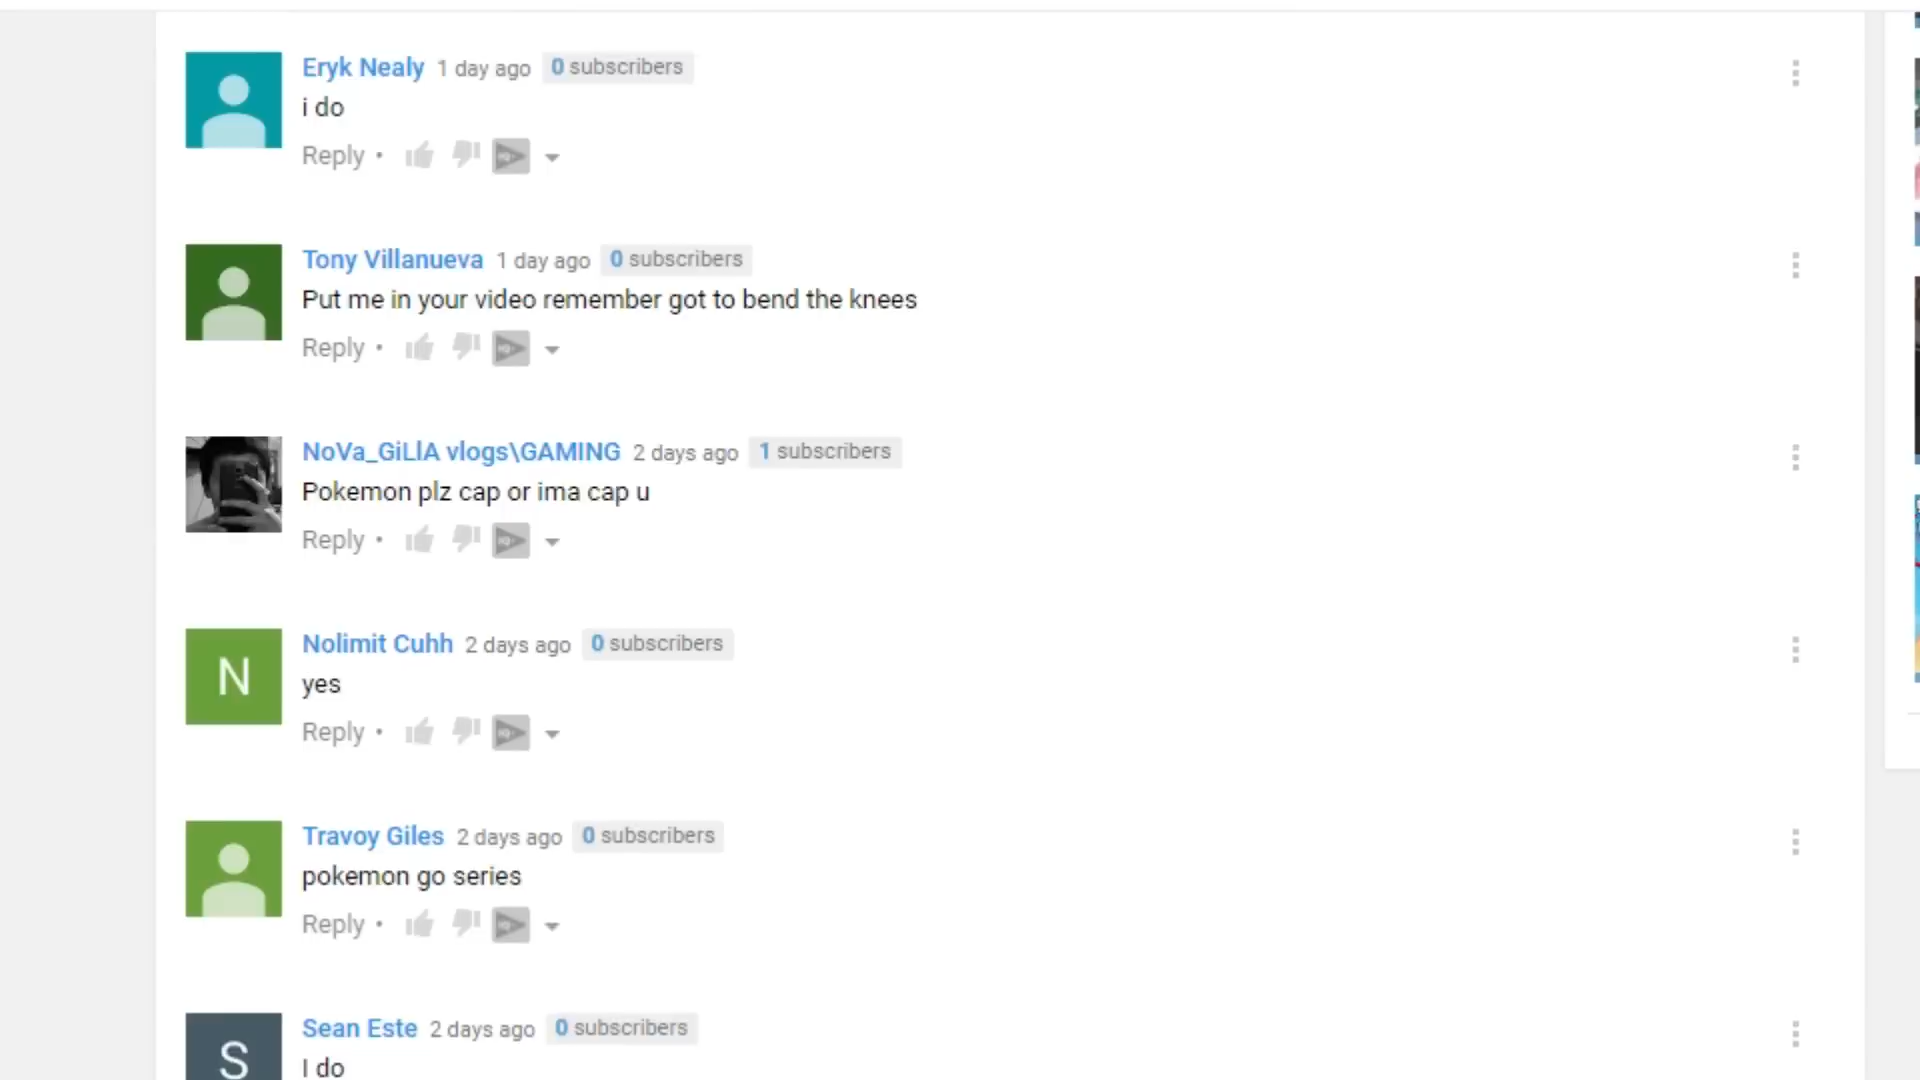 Eryk Nealy 1 day ago 0 subscribers
i do
Reply •
Tony Villanueva 1 day ago 0 subscribers
Put me in your video remember got to bend the knees
Reply •
NoVa_GiLlA vlogs\GAMING 2 days ago 1 subscribers
Pokemon plz cap or ima cap u
Reply •
N
Nolimit Cuhh 2 days ago 0 subscribers
yes
Reply •
Travoy Giles 2 days ago 0 subscribers
pokemon go series
Reply •
S
Sean Este 2 days ago 0 subscribers
I do